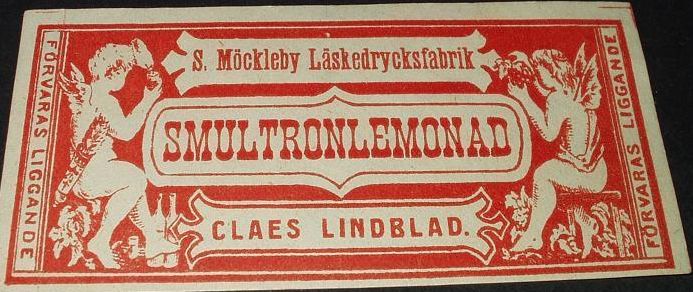 S. Möckleby Läskedrycksfabrik
SMULTRONLEMONAD
CLAES LINDBLAD.
FÖRVARAS LIGGANDE
FÖRVARAS LIGGANDE